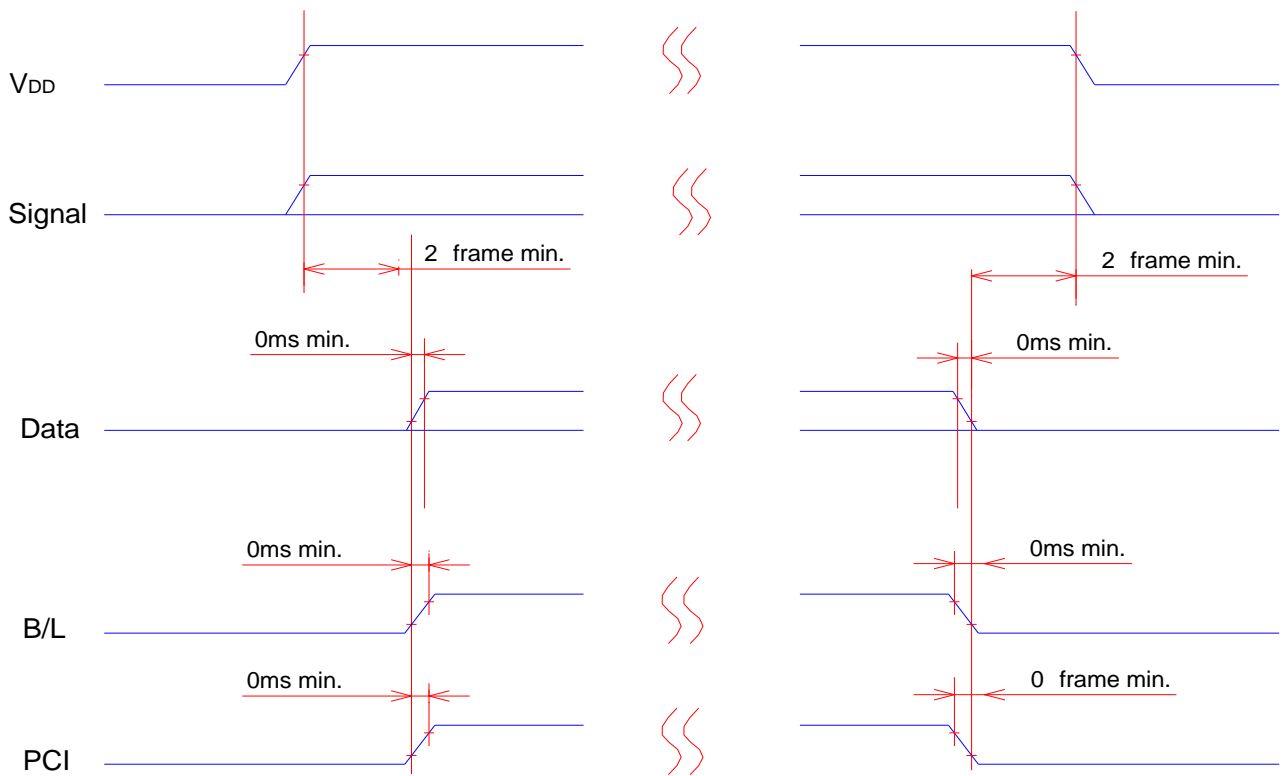 VDD
Signal
2 frame min.
2 frame min.
0ms min.
0ms min.
Data
0ms min.
0ms min.
B/L
0ms min.
0 frame min.
PCI